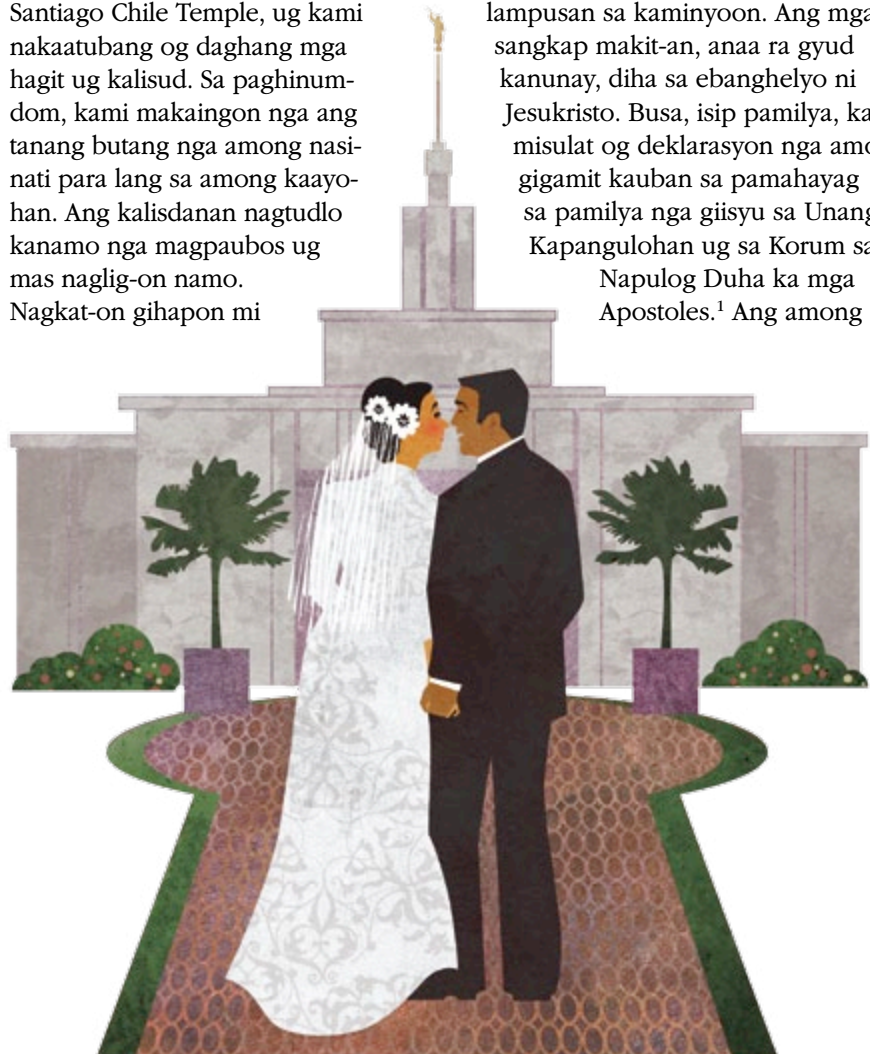 Santiago Chile Temple, ug kami
nakaatubang og daghang mga
hagit ug kalisud. Sa paghinum-
dom, kami makaingon nga ang
tanang butang nga among nasi-
nati para lang sa among kaayo-
han. Ang kalisdanan nagtudlo
kanamo nga magpaubos ug
mas naglig-on namo.
Nagkat-on gihapon mi
lampusan sa kaminyoon. Ang mga
sangkap makit-an, anaa ra gyud
kanunay, diha sa ebanghelyo ni
Jesukristo. Busa, isip pamilya,
misulat og deklarasyon nga
gigamit kauban sa pamahayag
sa pamilya nga giisyu sa
Kapangulohan ug sa Korum
Napulog Duha ka mga
Apostoles.¹ Ang among